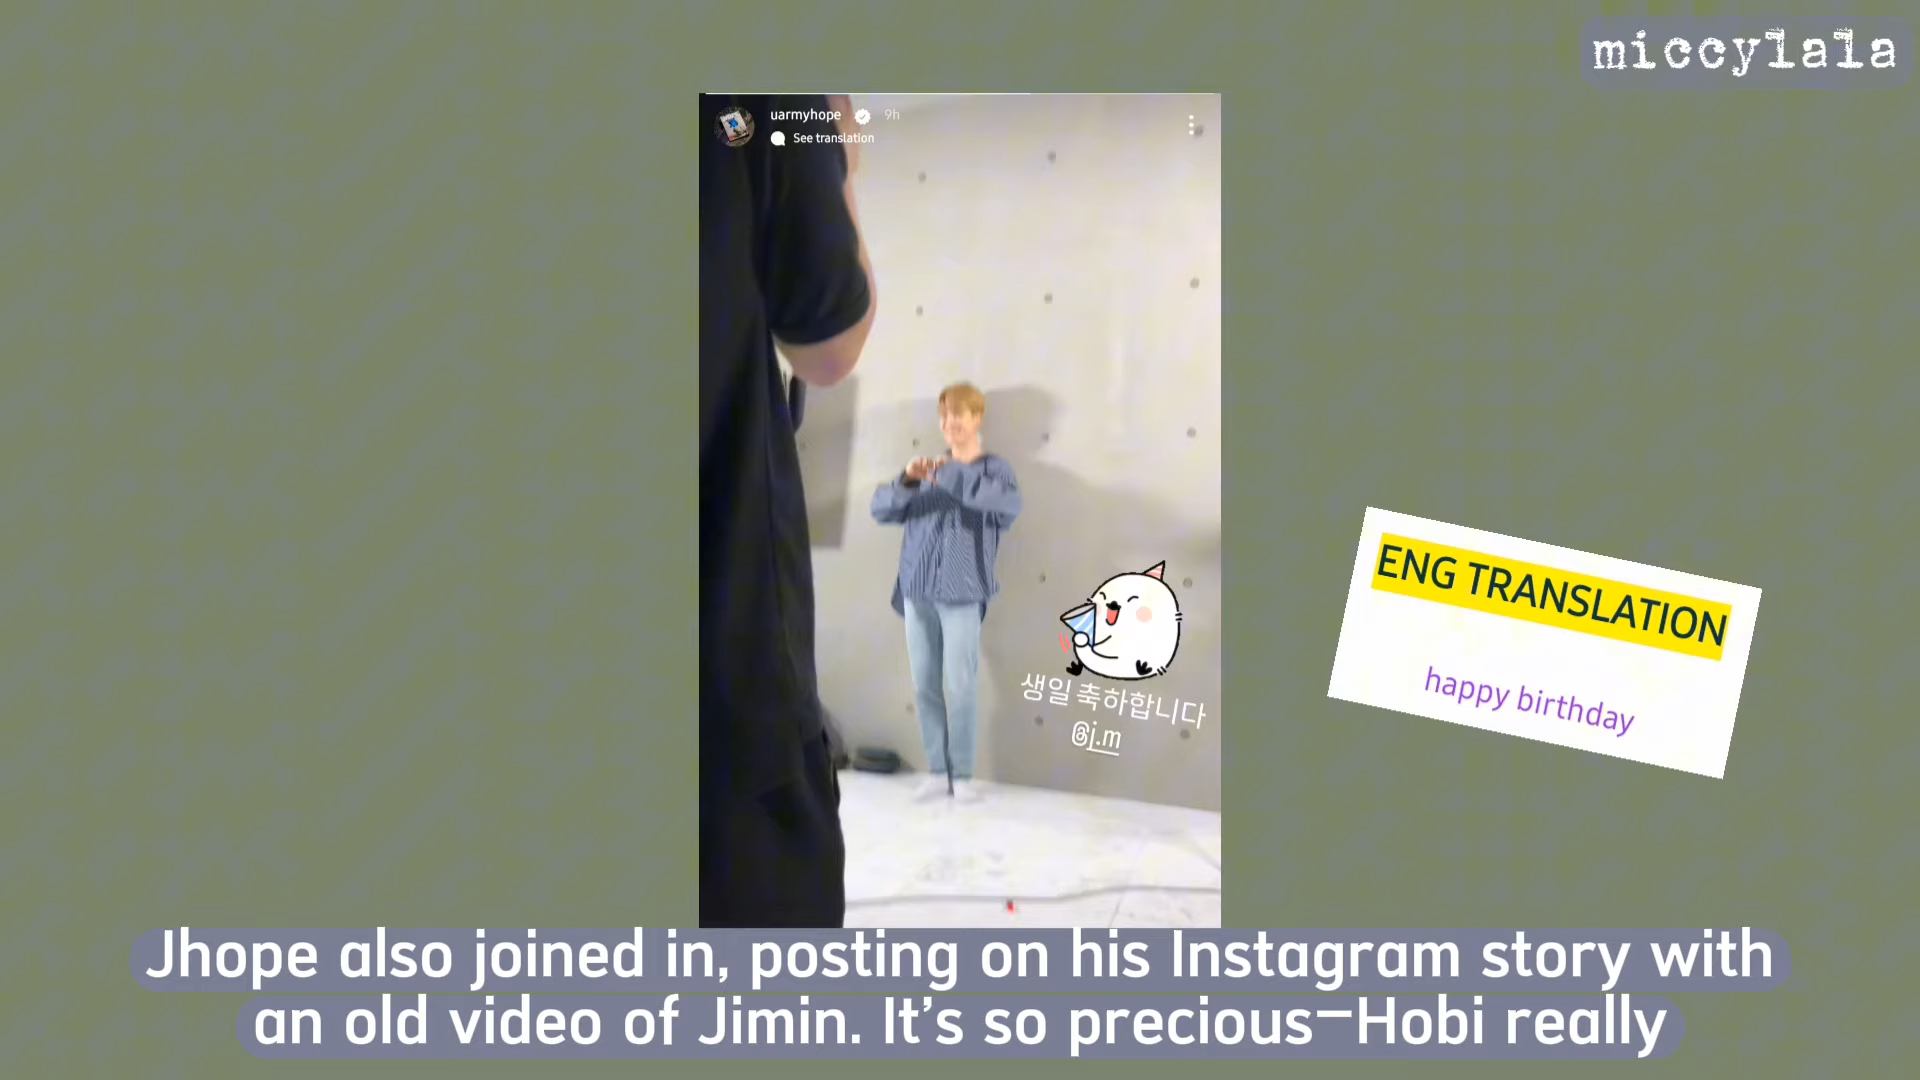 miccylala
uarmyhope 9h
See translation
생일 축하합니다
@j.m
ENG TRANSLATION
happy birthday
Jhope also joined in, posting on his Instagram story with
an old video of Jimin. It's so precious—Hobi really